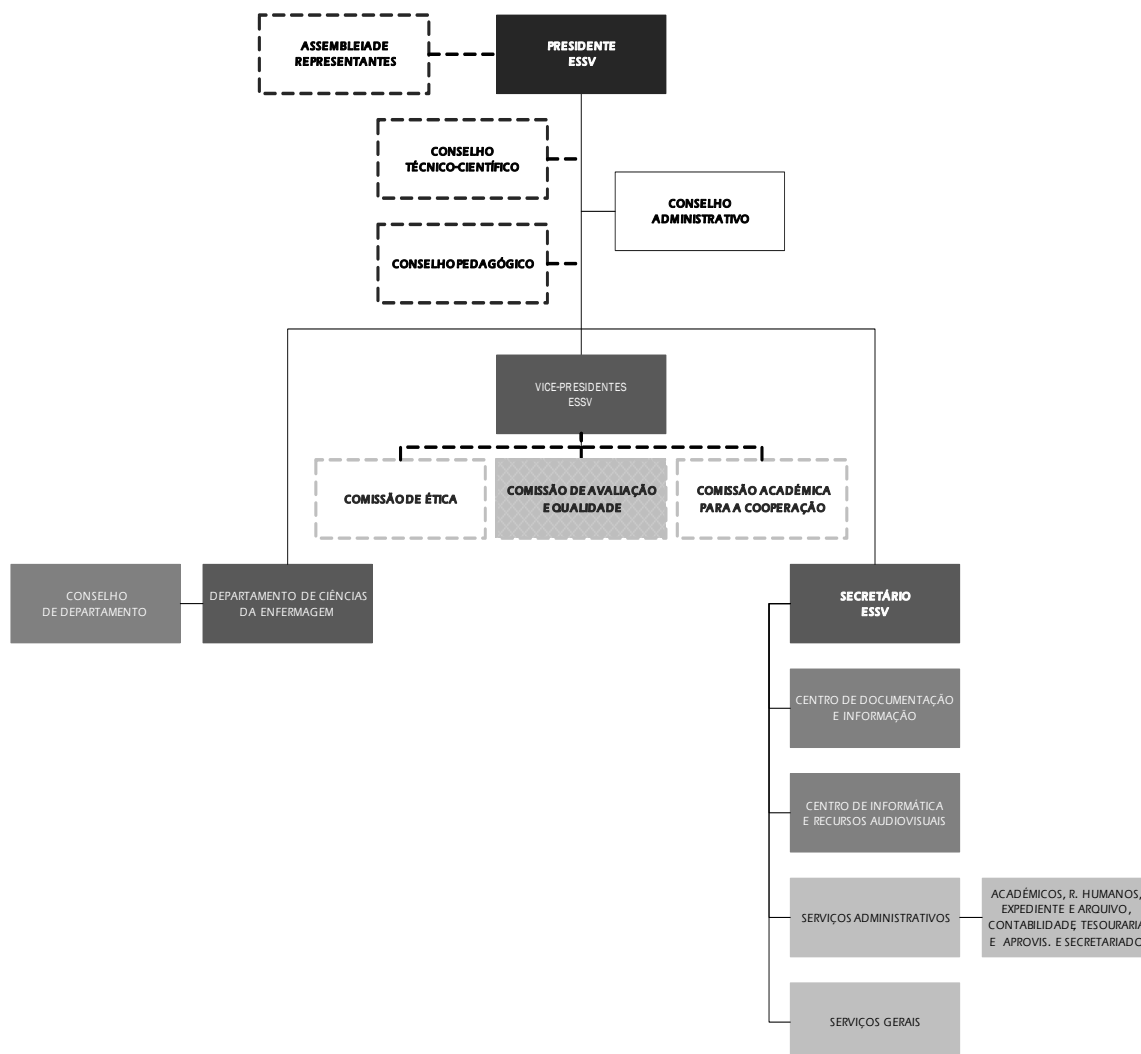 ASSEMBLEIA DE
REPRESENTANTES
PRESIDENTE
ESSV
CONSELHO
TÉCNICO-CIENTÍFICO
CONSELHO
ADMINISTRATIVO
CONSELHO PEDAGÓGICO
VICE-PRESIDENTES
ESSV
COMISSÃO DE ÉTICA
COMISSÃO DE AVALIAÇÃO
E QUALIDADE
COMISSÃO ACADÉMICA
PARA A COOPERAÇÃO
CONSELHO
DE DEPARTAMENTO
DEPARTAMENTO DE CIÊNCIAS
DA ENFERMAGEM
SECRETÁRIO
ESSV
CENTRO DE DOCUMENTAÇÃO
E INFORMAÇÃO
CENTRO DE INFORMÁTICA
E RECURSOS AUDIOVISUAIS
SERVIÇOS ADMINISTRATIVOS
ACADÉMICOS, R. HUMANOS,
EXPEDIENTE E ARQUIVO,
CONTABILIDADE, TESOURARIA
E APROVIS. E SECRETARIADO
SERVIÇOS GERAIS